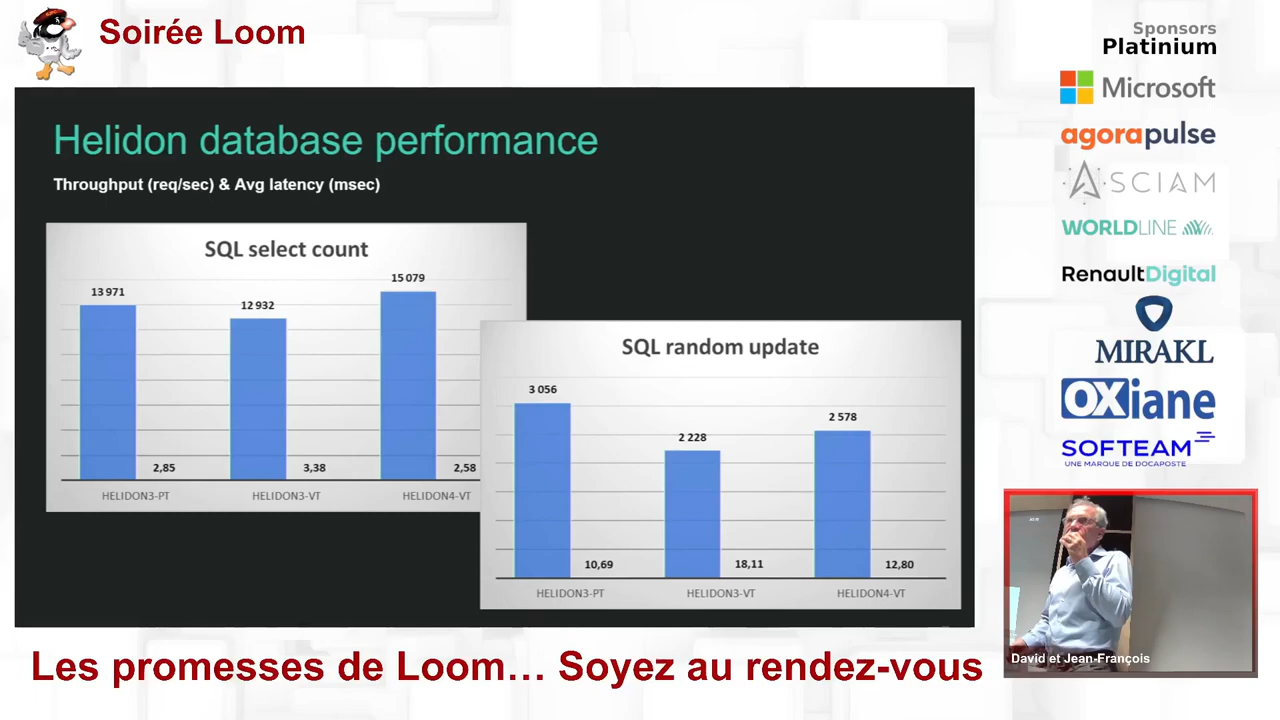 Soirée Loom
Helidon database performance
Throughput (req/sec) & Avg latency (msec)
SQL select count
13 971
12 932
15 079
2,85
3,38
2,58
HELIDON3-PT
HELIDON3-VT
HELIDON4-VT
SQL random update
3 056
2 228
2 578
10,69
18,11
12,80
HELIDON3-PT
HELIDON3-VT
HELIDON4-VT
Les promesses de Loom… Soyez au rendez-vous
Sponsors
Platinium
Microsoft
agorapulse
ASCIAM
WORLDLINE
RenaultDigital
MIRAKL
OXiane
SOFTEAM
UNE MARQUE DE DOCAPOSTE
David et Jean-François